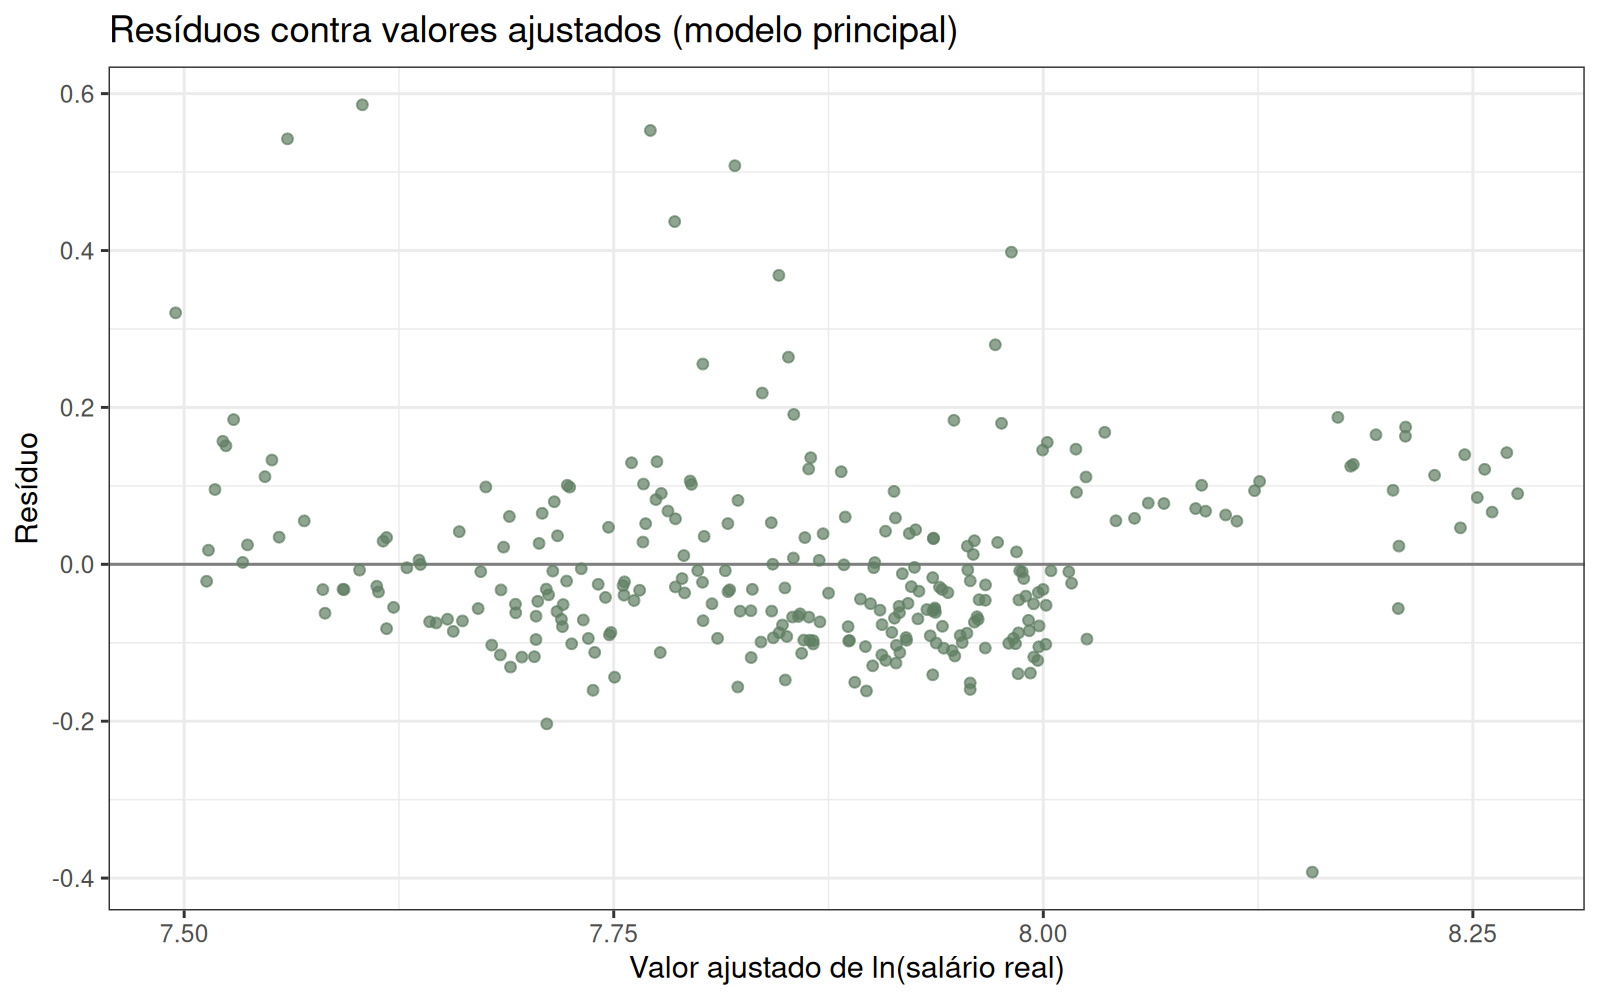 Resíduos contra valores ajustados (modelo principal)
0.6
0.4
0.2
0.0
-0.2
-0.4
Resíduo
7.50 7.75 8.00 8.25
Valor ajustado de ln(salário real)